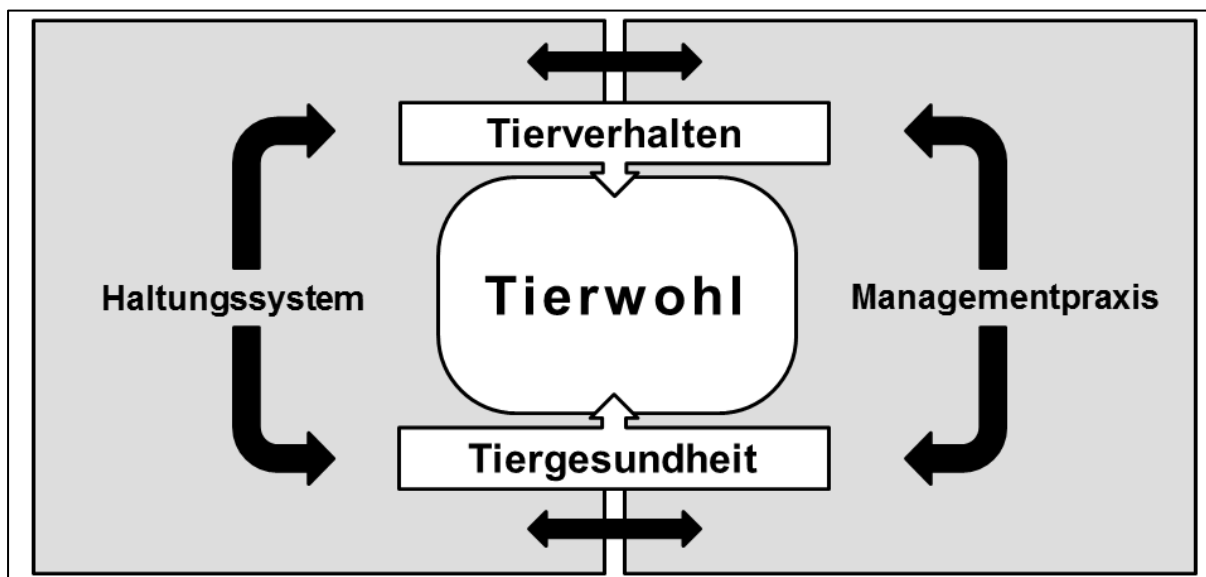 Tierverhalten
Tierwohl
Haltungssystem
Managementpraxis
Tiergesundheit